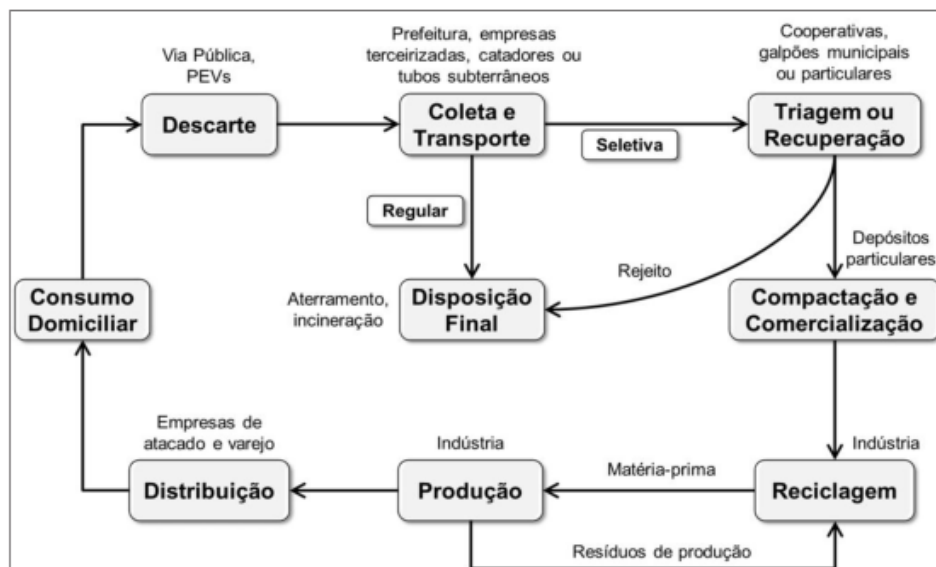 Via Pública,
PEVs
Descarte
Prefeitura, empresas
terceirizadas, catadores ou
tubos subterrâneos
Coleta e
Transporte
Seletiva
Cooperativas,
galpões municipais
ou particulares
Triagem ou
Recuperação
Regular
Depósitos
particulares
Rejeito
Consumo
Domiciliar
Aterramento,
incineração
Disposição
Final
Compactação e
Comercialização
Empresas de
atacado e varejo
Distribuição
Indústria
Produção
Matéria-prima
Indústria
Reciclagem
Resíduos de produção